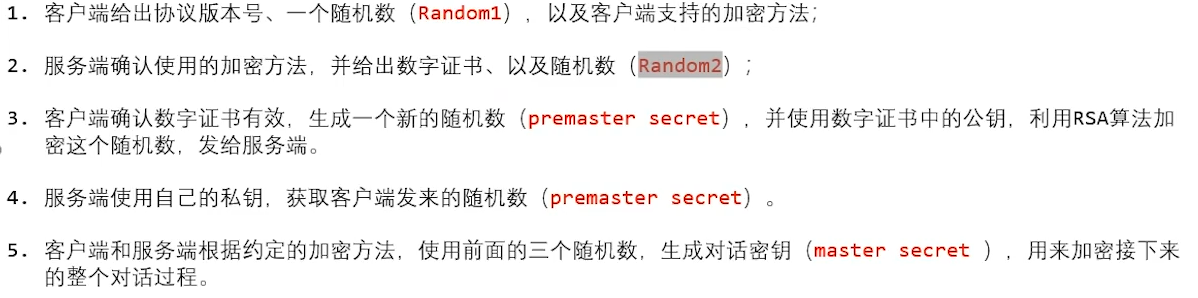 1. 客户端给出协议版本号、一个随机数（Random1），以及客户端支持的加密方法；
2. 服务端确认使用的加密方法，并给出数字证书、以及随机数（Random2）；
3. 客户端确认数字证书有效，生成一个新的随机数（premaster secret），并使用数字证书中的公钥，利用RSA算法加
密这个随机数，发给服务端。
4. 服务端使用自己的私钥，获取客户端发来的随机数（premaster secret）。
5. 客户端和服务端根据约定的加密方法，使用前面的三个随机数，生成对话密钥（master secret ），用来加密接下来
的整个对话过程。